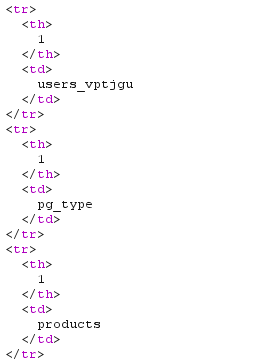 <tr>
<th>
1
</th>
<td>
users_vptjgu
</td>
</tr>
<tr>
<th>
1
</th>
<td>
pg_type
</td>
</tr>
<tr>
<th>
1
</th>
<td>
products
</td>
</tr>